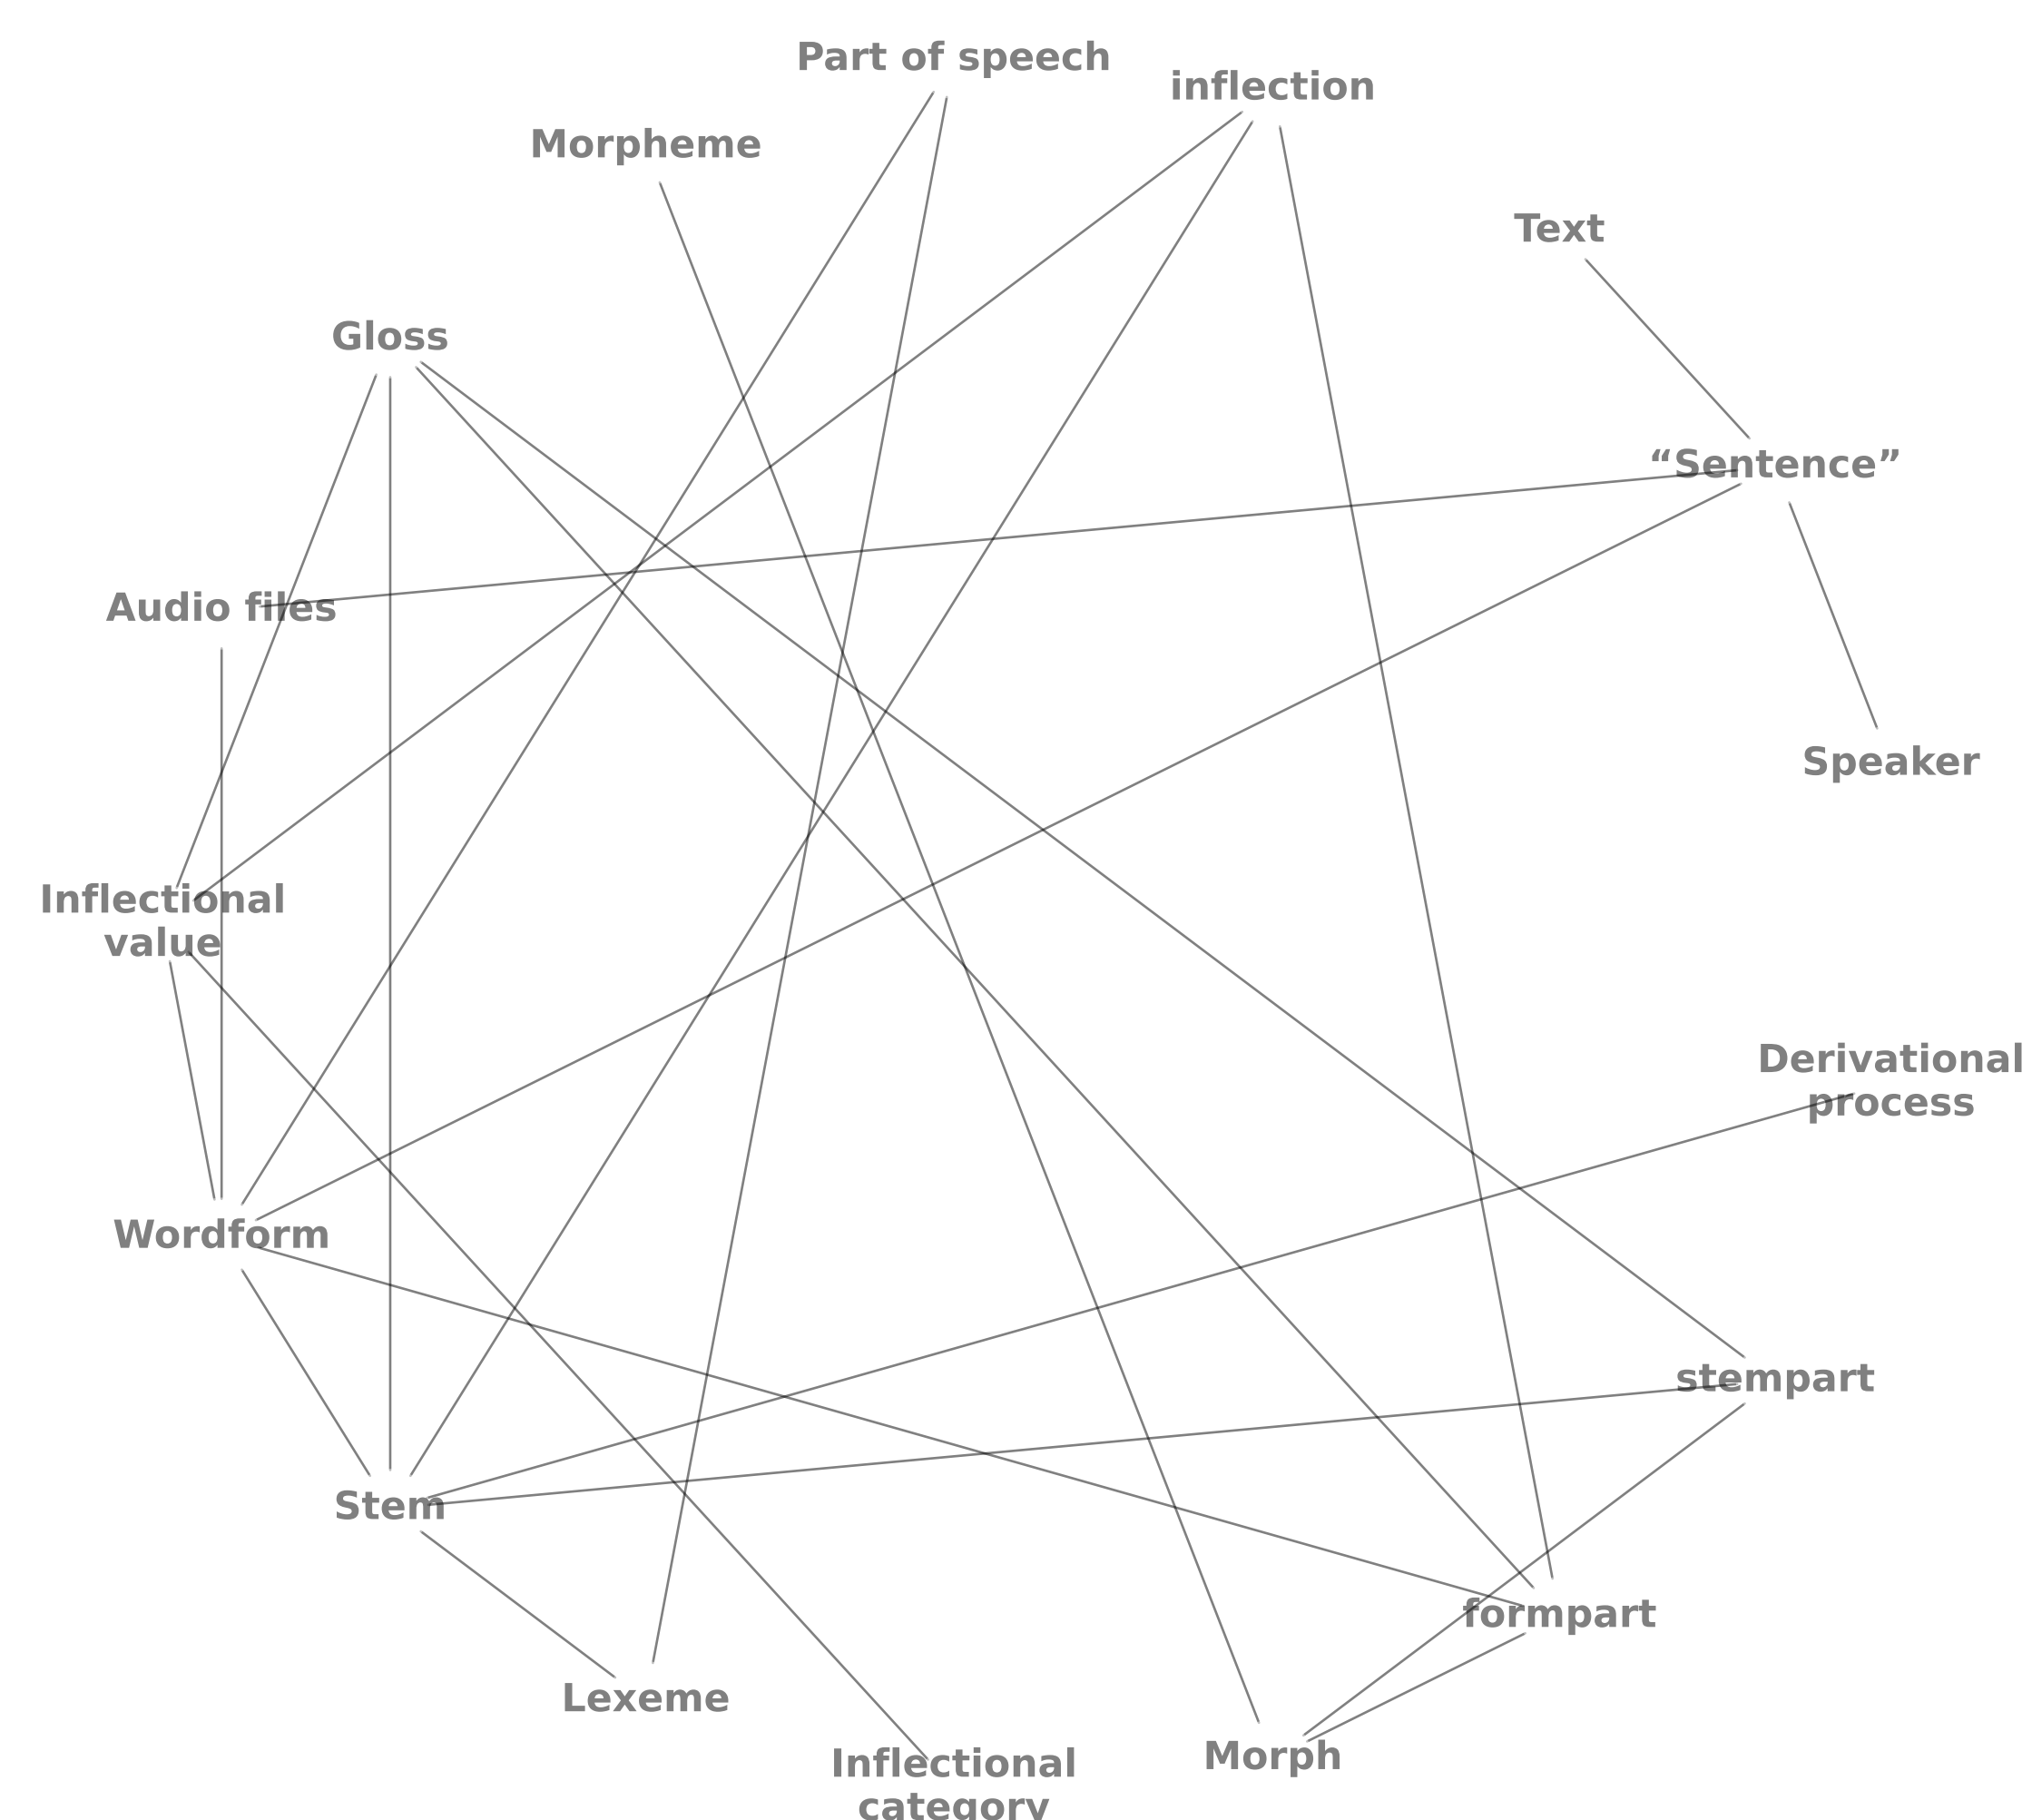 Part of speech
inflection
Morpheme
Text
Gloss
“Sentence”
Audio files
Speaker
Inflectional
value
Derivational
process
Wordform
stempart
Stem
formpart
Lexeme
Morph
Inflectional
category